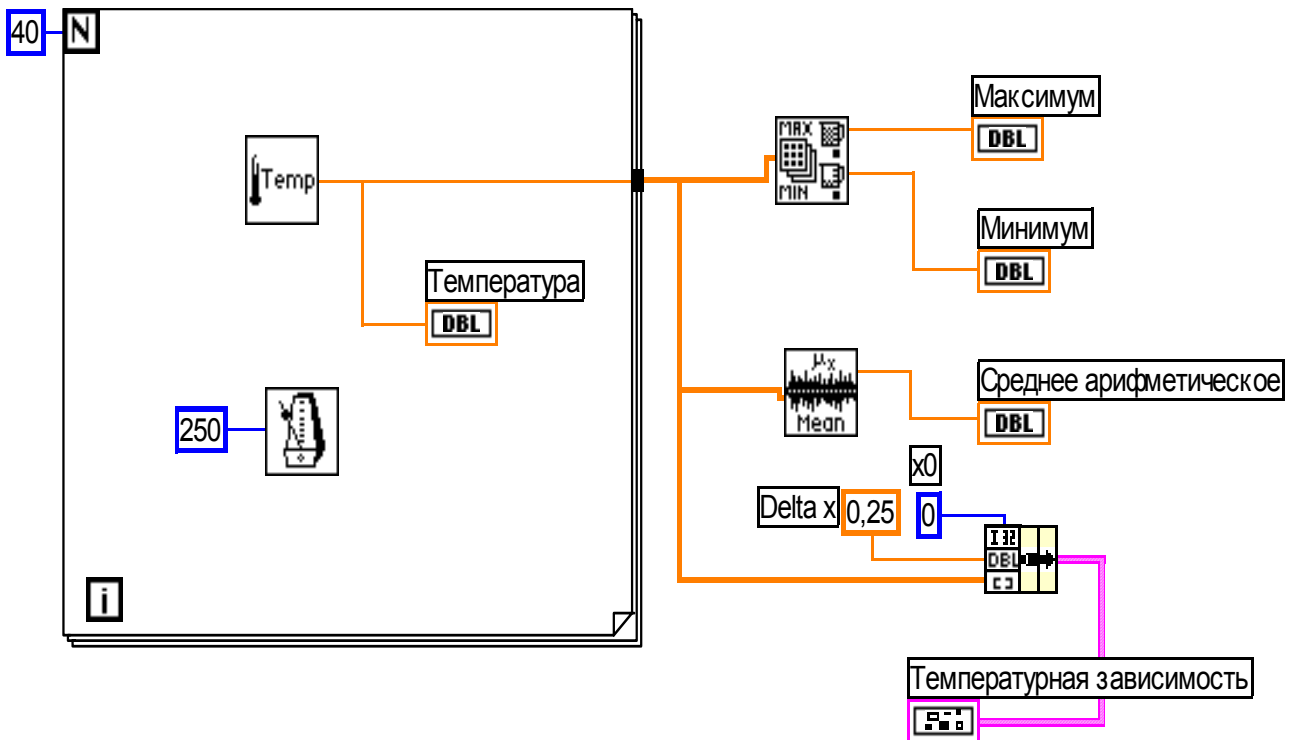 40
N
Temp
Температура
DBL
250
i
MAX
MIN
Максимум
DBL
Минимум
DBL
μx
Mean
Среднее арифметическое
DBL
x0
Delta x
0,25
0
I32
DBL
[ ]
Температурная зависимость